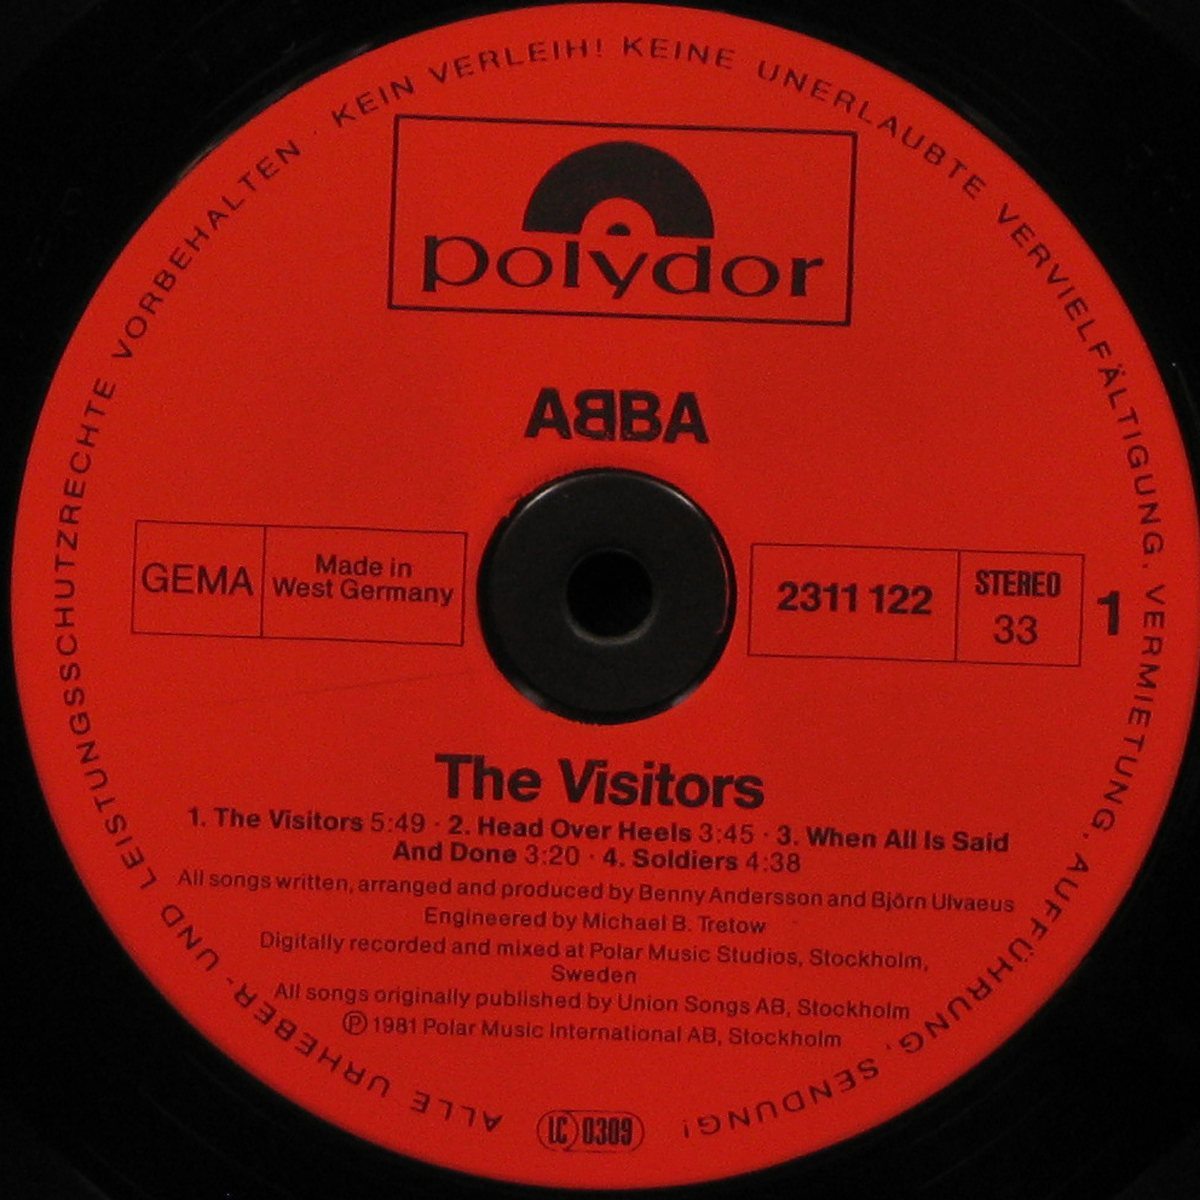 ALLE URHEBER- UND LEISTUNGSSCHUTZRECHTE VORBEHALTEN · KEIN VERLEIH! KEINE UNERLAUBTE VERVIELFÄLTIGUNG, VERMIETUNG, AUFFÜHRUNG, SENDUNG!
polydor
ABBA
GEMA
Made in
West Germany
2311 122
STEREO
33
1
The Visitors
1. The Visitors 5:49 · 2. Head Over Heels 3:45 · 3. When All Is Said
And Done 3:20 · 4. Soldiers 4:38
All songs written, arranged and produced by Benny Andersson and Björn Ulvaeus
Engineered by Michael B. Tretow
Digitally recorded and mixed at Polar Music Studios, Stockholm,
Sweden
All songs originally published by Union Songs AB, Stockholm
℗ 1981 Polar Music International AB, Stockholm
LC 0309